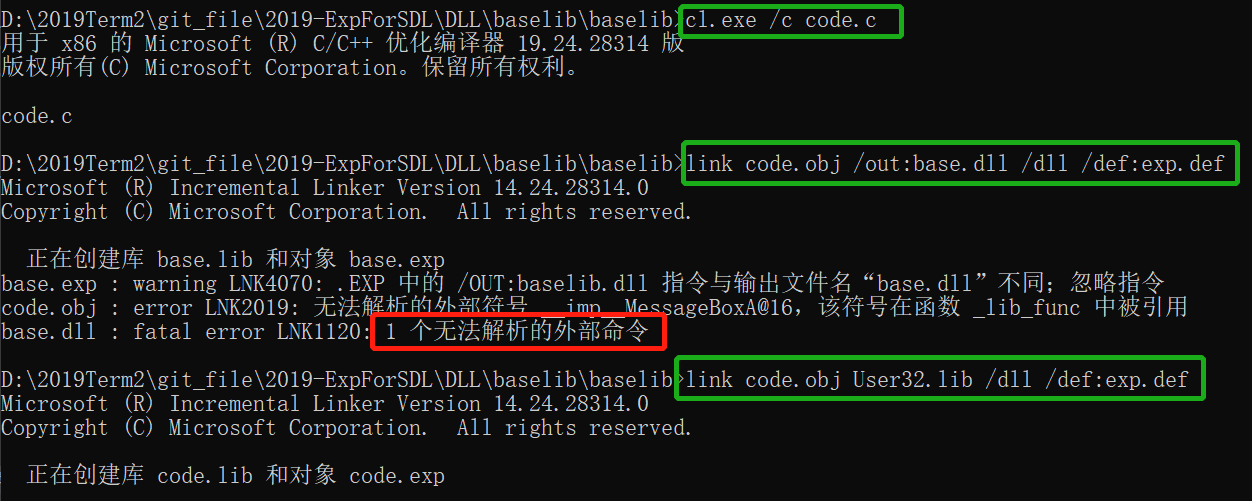 D:\2019Term2\git_file\2019-ExpForSDL\DLL\baselib\baselib>cl.exe /c code.c
用于 x86 的 Microsoft (R) C/C++ 优化编译器 19.24.28314 版
版权所有(C) Microsoft Corporation。保留所有权利。
code.c
D:\2019Term2\git_file\2019-ExpForSDL\DLL\baselib\baselib>link code.obj /out:base.dll /dll /def:exp.def
Microsoft (R) Incremental Linker Version 14.24.28314.0
Copyright (C) Microsoft Corporation.  All rights reserved.
正在创建库 base.lib 和对象 base.exp
base.exp : warning LNK4070: .EXP 中的 /OUT:baselib.dll 指令与输出文件名“base.dll”不同；忽略指令
code.obj : error LNK2019: 无法解析的外部符号 __imp__MessageBoxA@16，该符号在函数 _lib_func 中被引用
base.dll : fatal error LNK1120: 1 个无法解析的外部命令
D:\2019Term2\git_file\2019-ExpForSDL\DLL\baselib\baselib>link code.obj User32.lib /dll /def:exp.def
Microsoft (R) Incremental Linker Version 14.24.28314.0
Copyright (C) Microsoft Corporation.  All rights reserved.
正在创建库 code.lib 和对象 code.exp